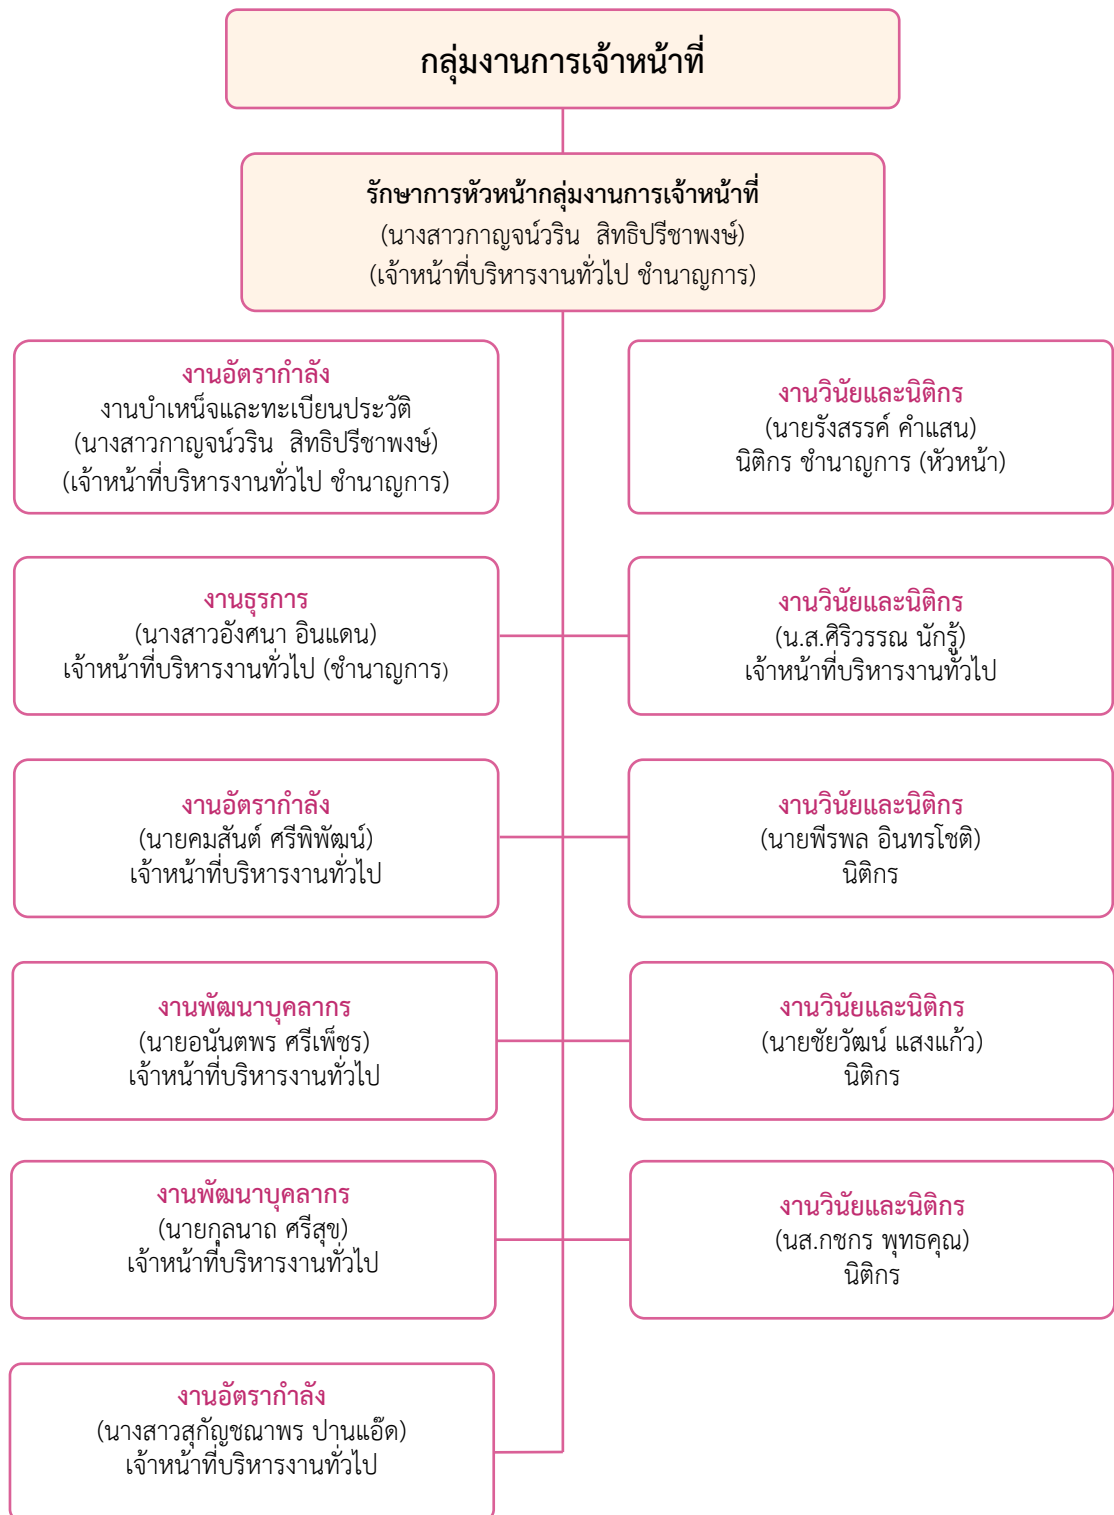 กลุ่มงานการเจ้าหน้าที่
รักษาการหัวหน้ากลุ่มงานการเจ้าหน้าที่
(นางสาวกาญจน์วริน  สิทธิปรีชาพงษ์)
(เจ้าหน้าที่บริหารงานทั่วไป ชำนาญการ)
งานอัตรากำลัง
งานบำเหน็จและทะเบียนประวัติ
(นางสาวกาญจน์วริน  สิทธิปรีชาพงษ์)
(เจ้าหน้าที่บริหารงานทั่วไป ชำนาญการ)
งานวินัยและนิติกร
(นายรังสรรค์ คำแสน)
นิติกร ชำนาญการ (หัวหน้า)
งานธุรการ
(นางสาวอังศนา อินแดน)
เจ้าหน้าที่บริหารงานทั่วไป (ชำนาญการ)
งานวินัยและนิติกร
(น.ส.ศิริวรรณ นักรู้)
เจ้าหน้าที่บริหารงานทั่วไป
งานอัตรากำลัง
(นายคมสันต์ ศรีพิพัฒน์)
เจ้าหน้าที่บริหารงานทั่วไป
งานวินัยและนิติกร
(นายพีรพล อินทรโชติ)
นิติกร
งานพัฒนาบุคลากร
(นายอนันตพร ศรีเพ็ชร)
เจ้าหน้าที่บริหารงานทั่วไป
งานวินัยและนิติกร
(นายชัยวัฒน์ แสงแก้ว)
นิติกร
งานพัฒนาบุคลากร
(นายกุลนาถ ศรีสุข)
เจ้าหน้าที่บริหารงานทั่วไป
งานวินัยและนิติกร
(นส.กชกร พุทธคุณ)
นิติกร
งานอัตรากำลัง
(นางสาวสุกัญชณาพร ปานแอ๊ด)
เจ้าหน้าที่บริหารงานทั่วไป